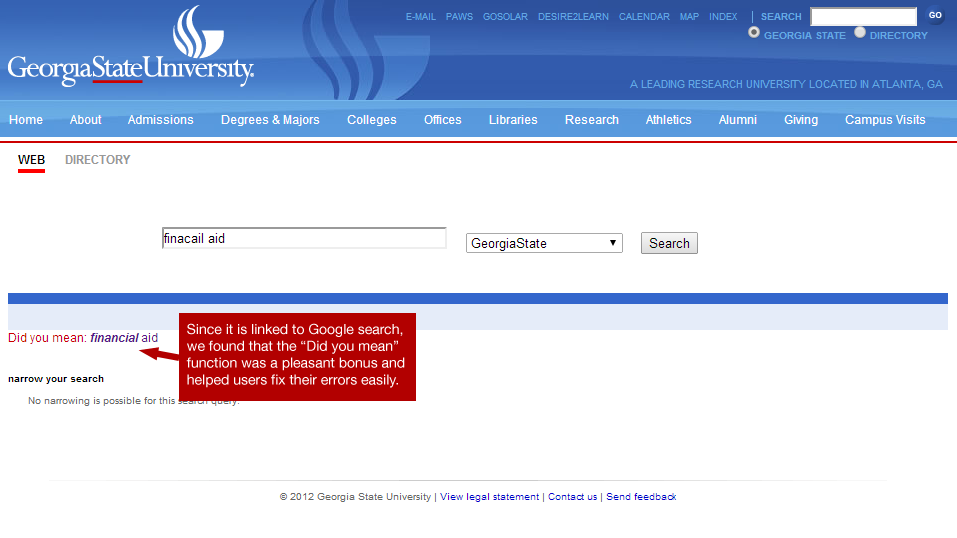 E-MAIL PAWS GOSOLAR DESIRE2LEARN CALENDAR MAP INDEX | SEARCH GO
GEORGIA STATE DIRECTORY
GeorgiaStateUniversity.
A LEADING RESEARCH UNIVERSITY LOCATED IN ATLANTA, GA
Home About Admissions Degrees & Majors Colleges Offices Libraries Research Athletics Alumni Giving Campus Visits
WEB DIRECTORY
finacail aid GeorgiaState Search
Did you mean: financial aid
Since it is linked to Google search,
we found that the “Did you mean”
function was a pleasant bonus and
helped users fix their errors easily.
narrow your search
No narrowing is possible for this search query.
© 2012 Georgia State University | View legal statement | Contact us | Send feedback